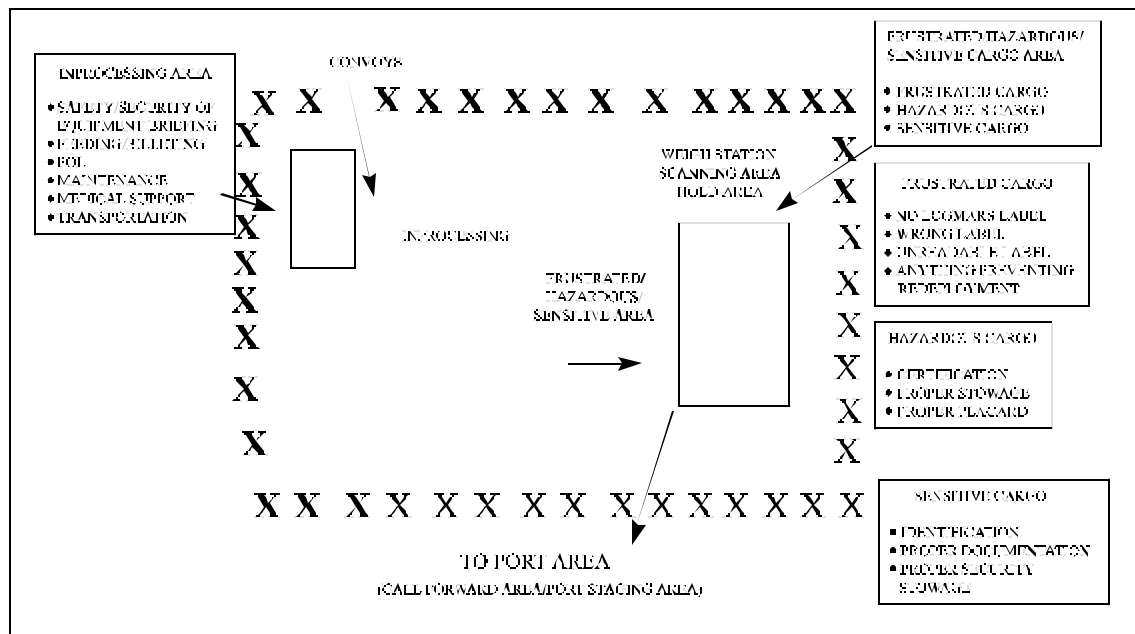 INPROCESSING AREA
• SAFETY/SECURITY OF
EQUIPMENT BRIEFING
• FEEDING/BILLETING
• POL
• MAINTENANCE
• MEDICAL SUPPORT
• TRANSPORTATION
CONVOYS
X X X X X X X X X X X X X X
X X X X X X X X
INPROCESSING
WEIGH STATION
SCANNING AREA
HOLD AREA
FRUSTRATED/
HAZARDOUS/
SENSITIVE AREA
X X X X X X X X
X X X X X X X X X X X X X X X
TO PORT AREA
(CALL FORWARD AREA/PORT STAGING AREA)
FRUSTRATED/HAZARDOUS/
SENSITIVE CARGO AREA
• FRUSTRATED CARGO
• HAZARDOUS CARGO
• SENSITIVE CARGO
FRUSTRATED CARGO
• NO LOGMARS LABEL
• WRONG LABEL
• UNREADABLE LABEL
• ANYTHING PREVENTING
REDEPLOYMENT
HAZARDOUS CARGO
• CERTIFICATION
• PROPER STOWAGE
• PROPER PLACARD
SENSITIVE CARGO
• IDENTIFICATION
• PROPER DOCUMENTATION
• PROPER SECURITY
STOWAGE